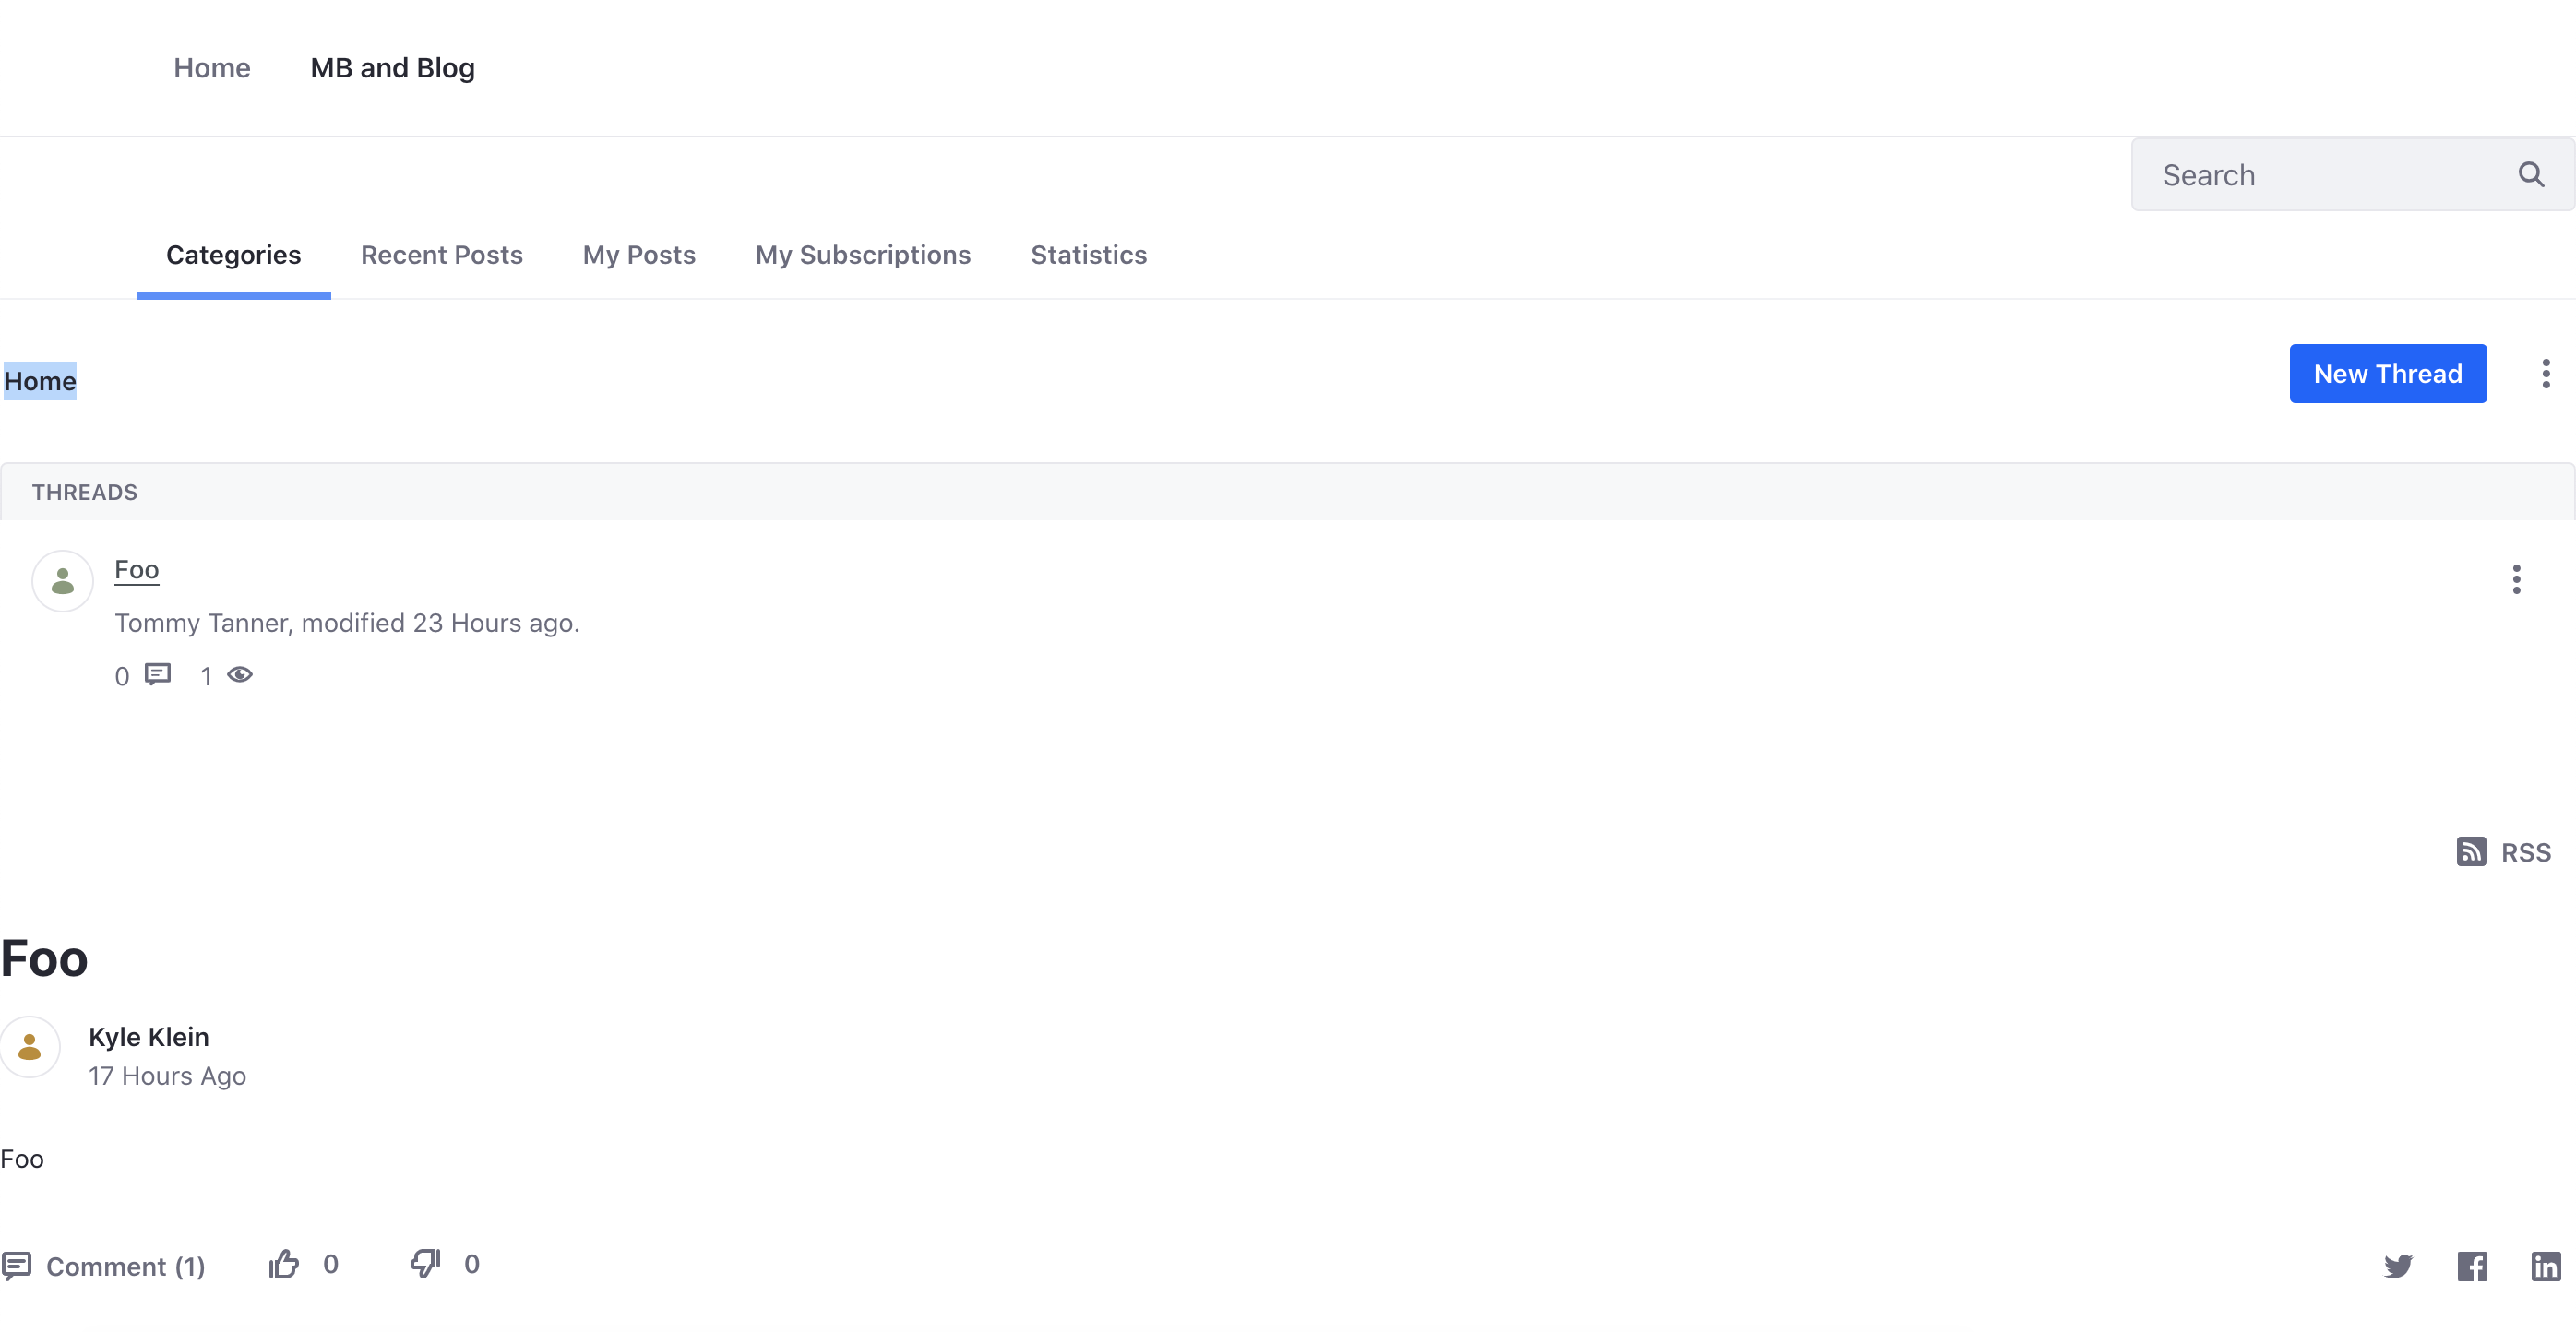 Home MB and Blog
Search
Categories Recent Posts My Posts My Subscriptions Statistics
Home New Thread
THREADS
Foo
Tommy Tanner, modified 23 Hours ago.
0 1
RSS
Foo
Kyle Klein
17 Hours Ago
Foo
Comment (1) 0 0